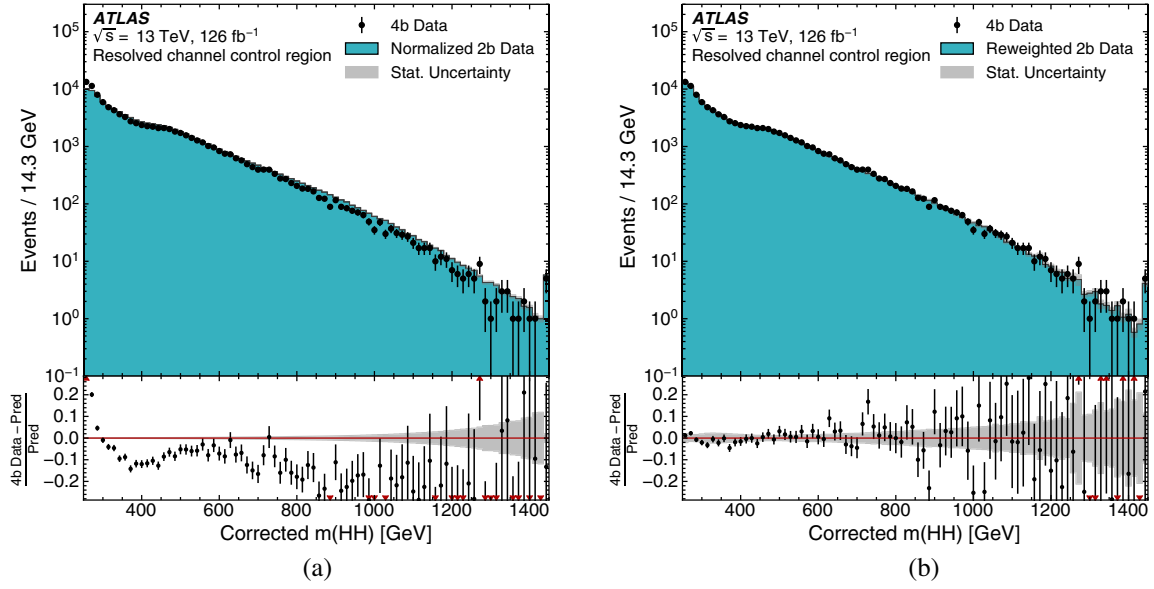 ATLAS
√s = 13 TeV, 126 fb⁻¹
Resolved channel control region
4b Data
Normalized 2b Data
Stat. Uncertainty
Events / 14.3 GeV
10⁵
10⁴
10³
10²
10¹
10⁰
10⁻¹
4b Data − Pred
Pred
0.2
0.1
0.0
−0.1
−0.2
400 600 800 1000 1200 1400
Corrected m(HH) [GeV]
(a)
ATLAS
√s = 13 TeV, 126 fb⁻¹
Resolved channel control region
4b Data
Reweighted 2b Data
Stat. Uncertainty
Events / 14.3 GeV
10⁵
10⁴
10³
10²
10¹
10⁰
10⁻¹
4b Data − Pred
Pred
0.2
0.1
0.0
−0.1
−0.2
400 600 800 1000 1200 1400
Corrected m(HH) [GeV]
(b)